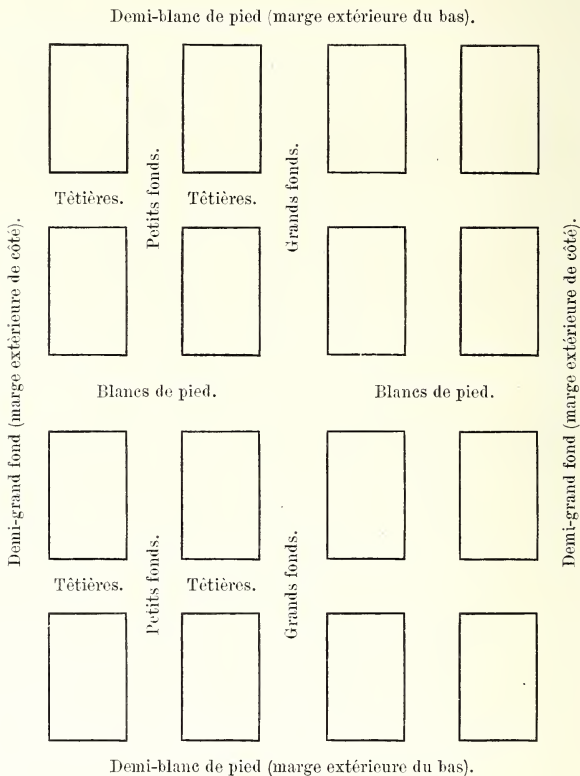 Demi-blanc de pied (marge extérieure du bas).
Têtières.
Petits fonds.
Têtières.
Grands fonds.
Demi-grand fond (marge extérieure de côté).
Demi-grand fond (marge extérieure de côté).
Blancs de pied.
Blancs de pied.
Têtières.
Petits fonds.
Têtières.
Grands fonds.
Demi-blanc de pied (marge extérieure du bas).